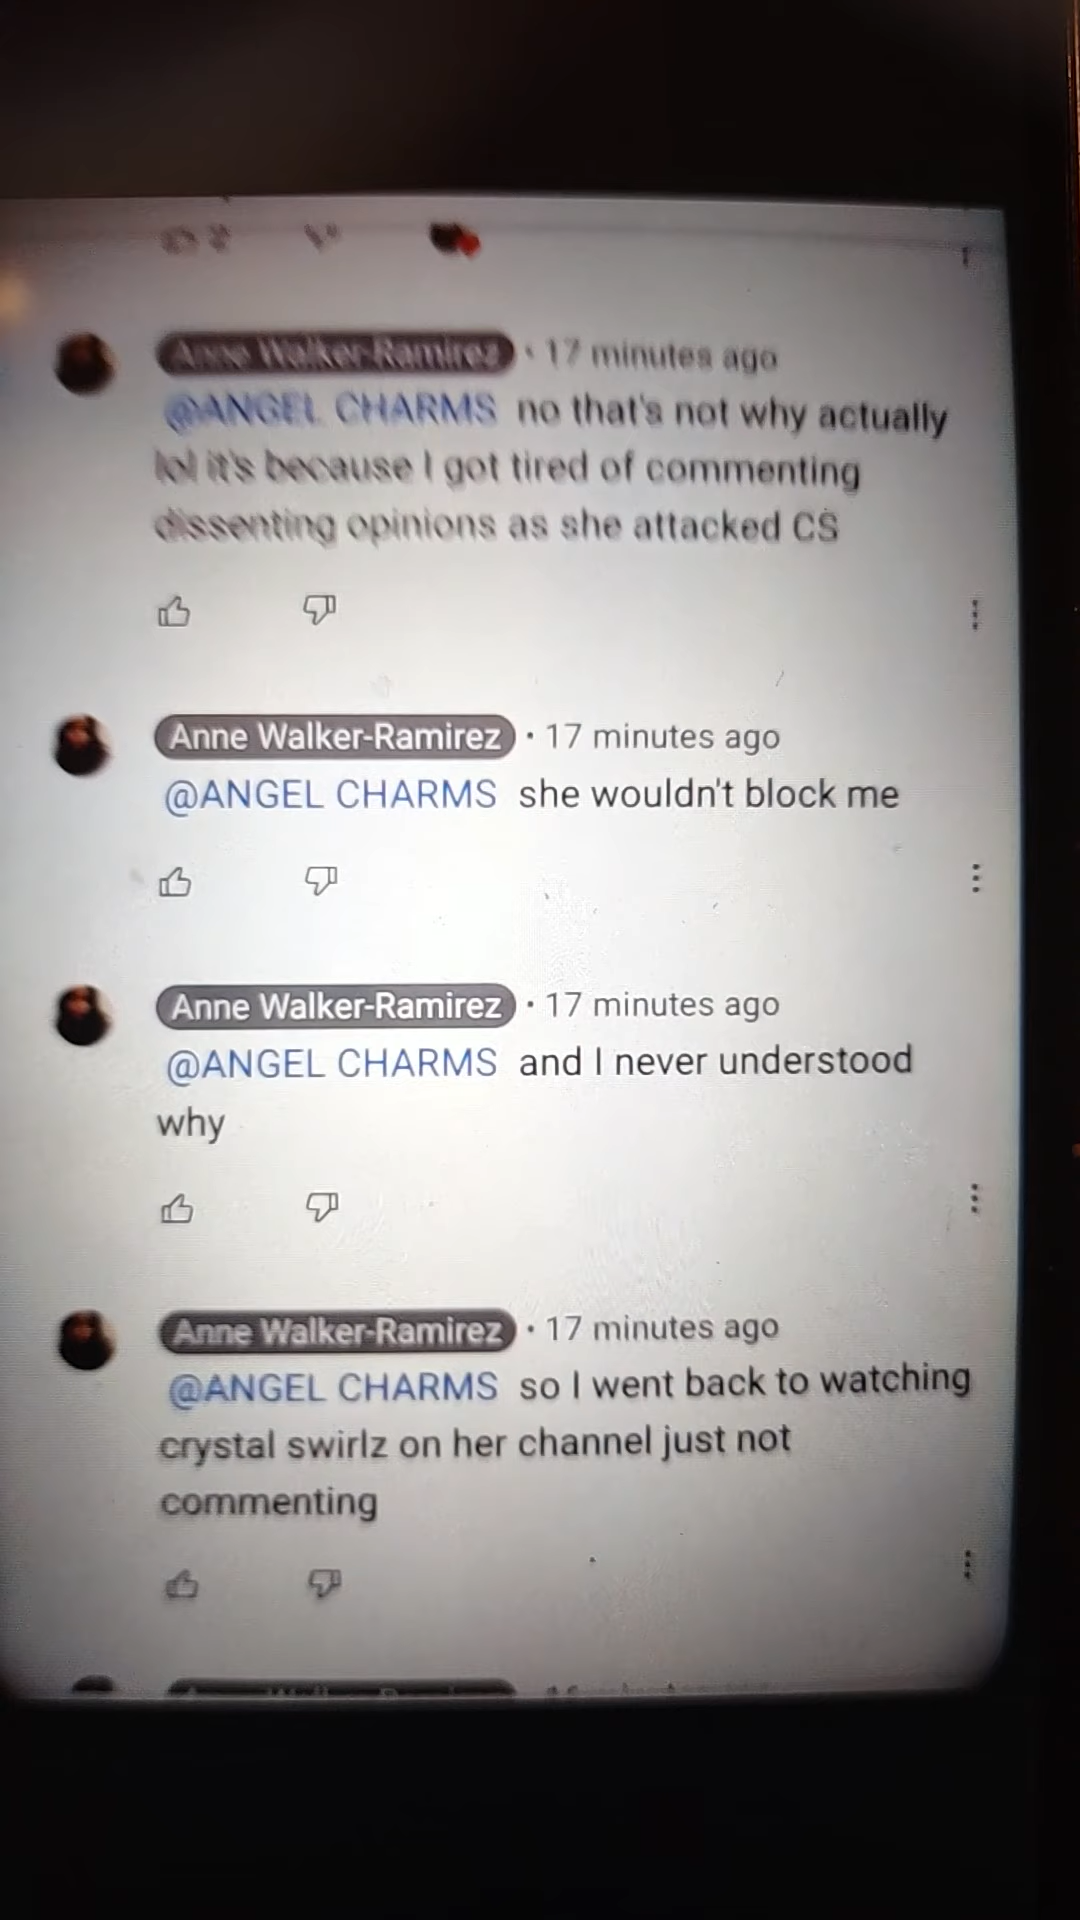 Anne Walker-Ramirez · 17 minutes ago
@ANGEL CHARMS no that's not why actually
lol it's because I got tired of commenting
dissenting opinions as she attacked CS
Anne Walker-Ramirez · 17 minutes ago
@ANGEL CHARMS she wouldn't block me
Anne Walker-Ramirez · 17 minutes ago
@ANGEL CHARMS and I never understood
why
Anne Walker-Ramirez · 17 minutes ago
@ANGEL CHARMS so I went back to watching
crystal swirlz on her channel just not
commenting